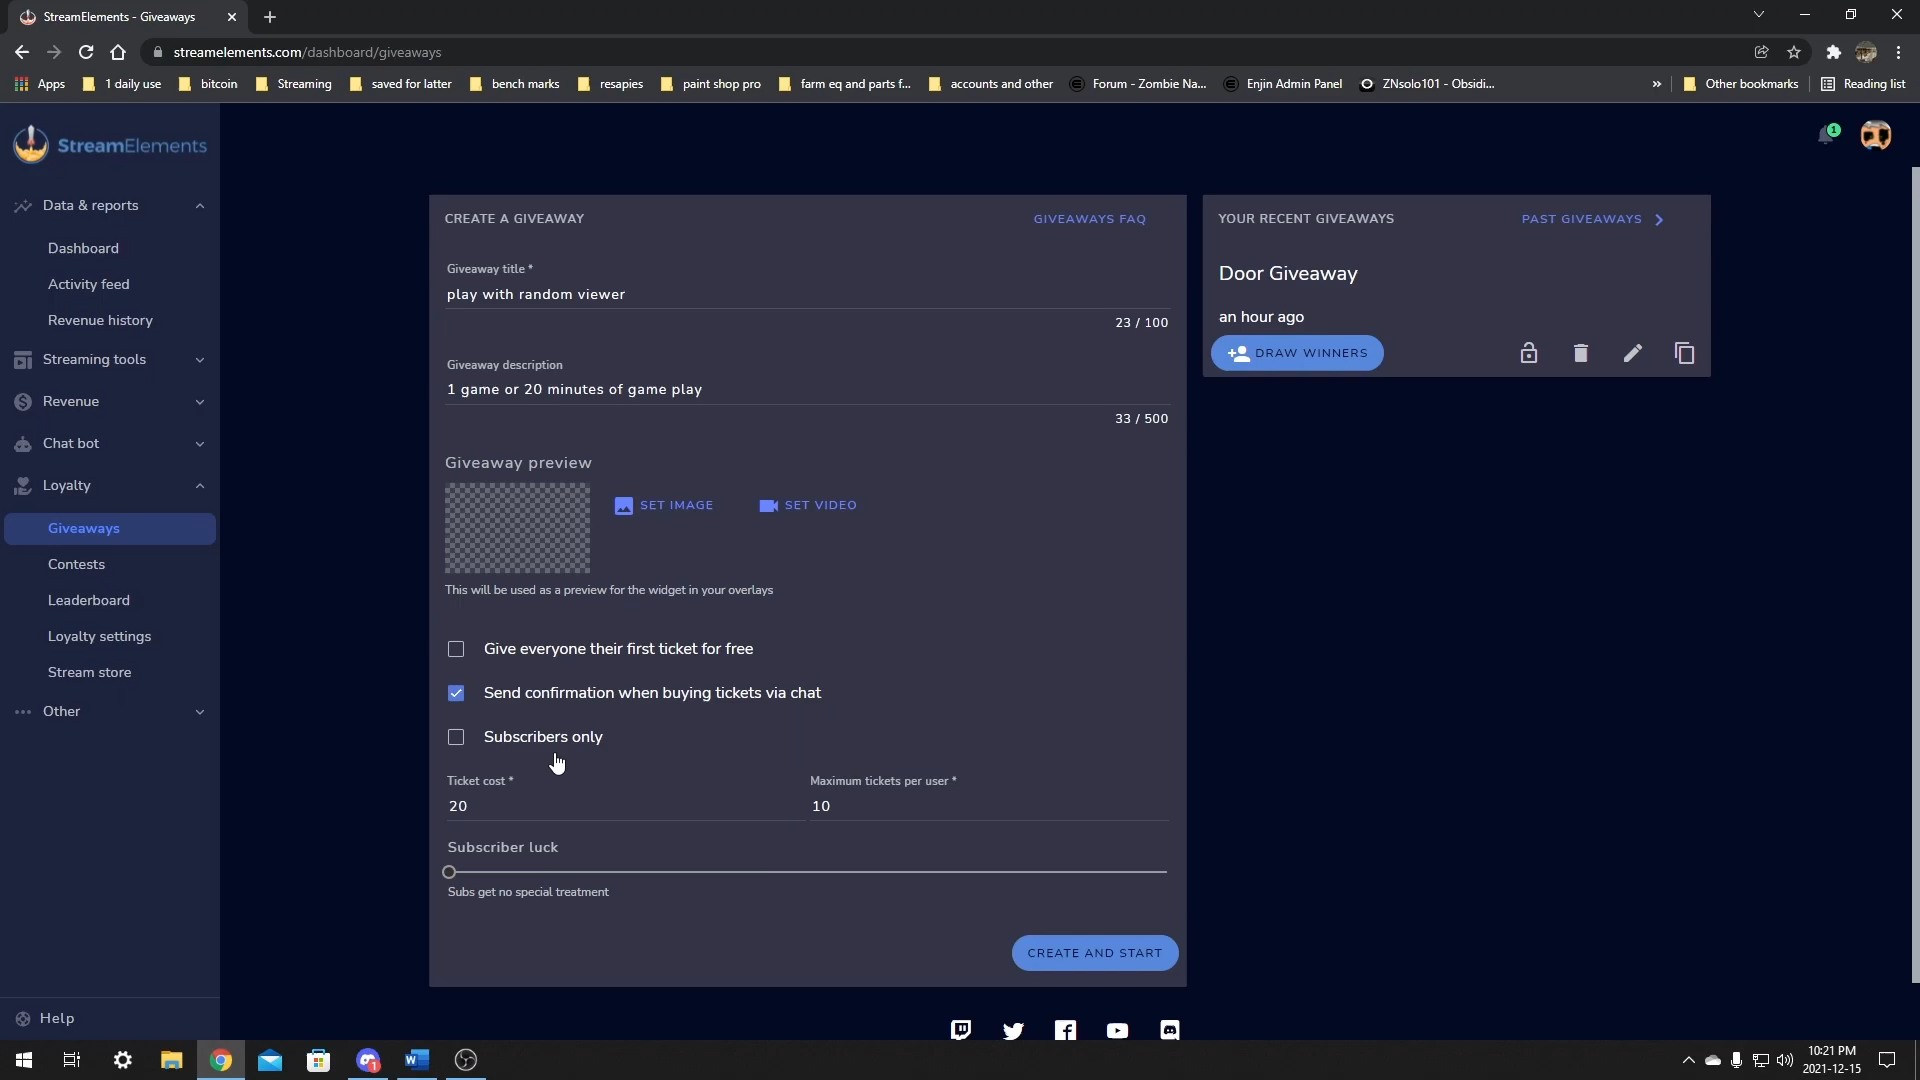 StreamElements - Giveaways
streamelements.com/dashboard/giveaways
Apps
1 daily use
bitcoin
Streaming
saved for latter
bench marks
resapies
paint shop pro
farm eq and parts f...
accounts and other
Forum - Zombie Na...
Enjin Admin Panel
ZNsolo101 - Obsidi...
»
Other bookmarks
Reading list
StreamElements
1
Data & reports
Dashboard
Activity feed
Revenue history
Streaming tools
Revenue
Chat bot
Loyalty
Giveaways
Contests
Leaderboard
Loyalty settings
Stream store
Other
Help
CREATE A GIVEAWAY
GIVEAWAYS FAQ
Giveaway title *
play with random viewer
23 / 100
Giveaway description
1 game or 20 minutes of game play
33 / 500
Giveaway preview
SET IMAGE
SET VIDEO
This will be used as a preview for the widget in your overlays
Give everyone their first ticket for free
Send confirmation when buying tickets via chat
Subscribers only
Ticket cost *
20
Maximum tickets per user *
10
Subscriber luck
Subs get no special treatment
CREATE AND START
YOUR RECENT GIVEAWAYS
PAST GIVEAWAYS
Door Giveaway
an hour ago
DRAW WINNERS
10:21 PM
2021-12-15